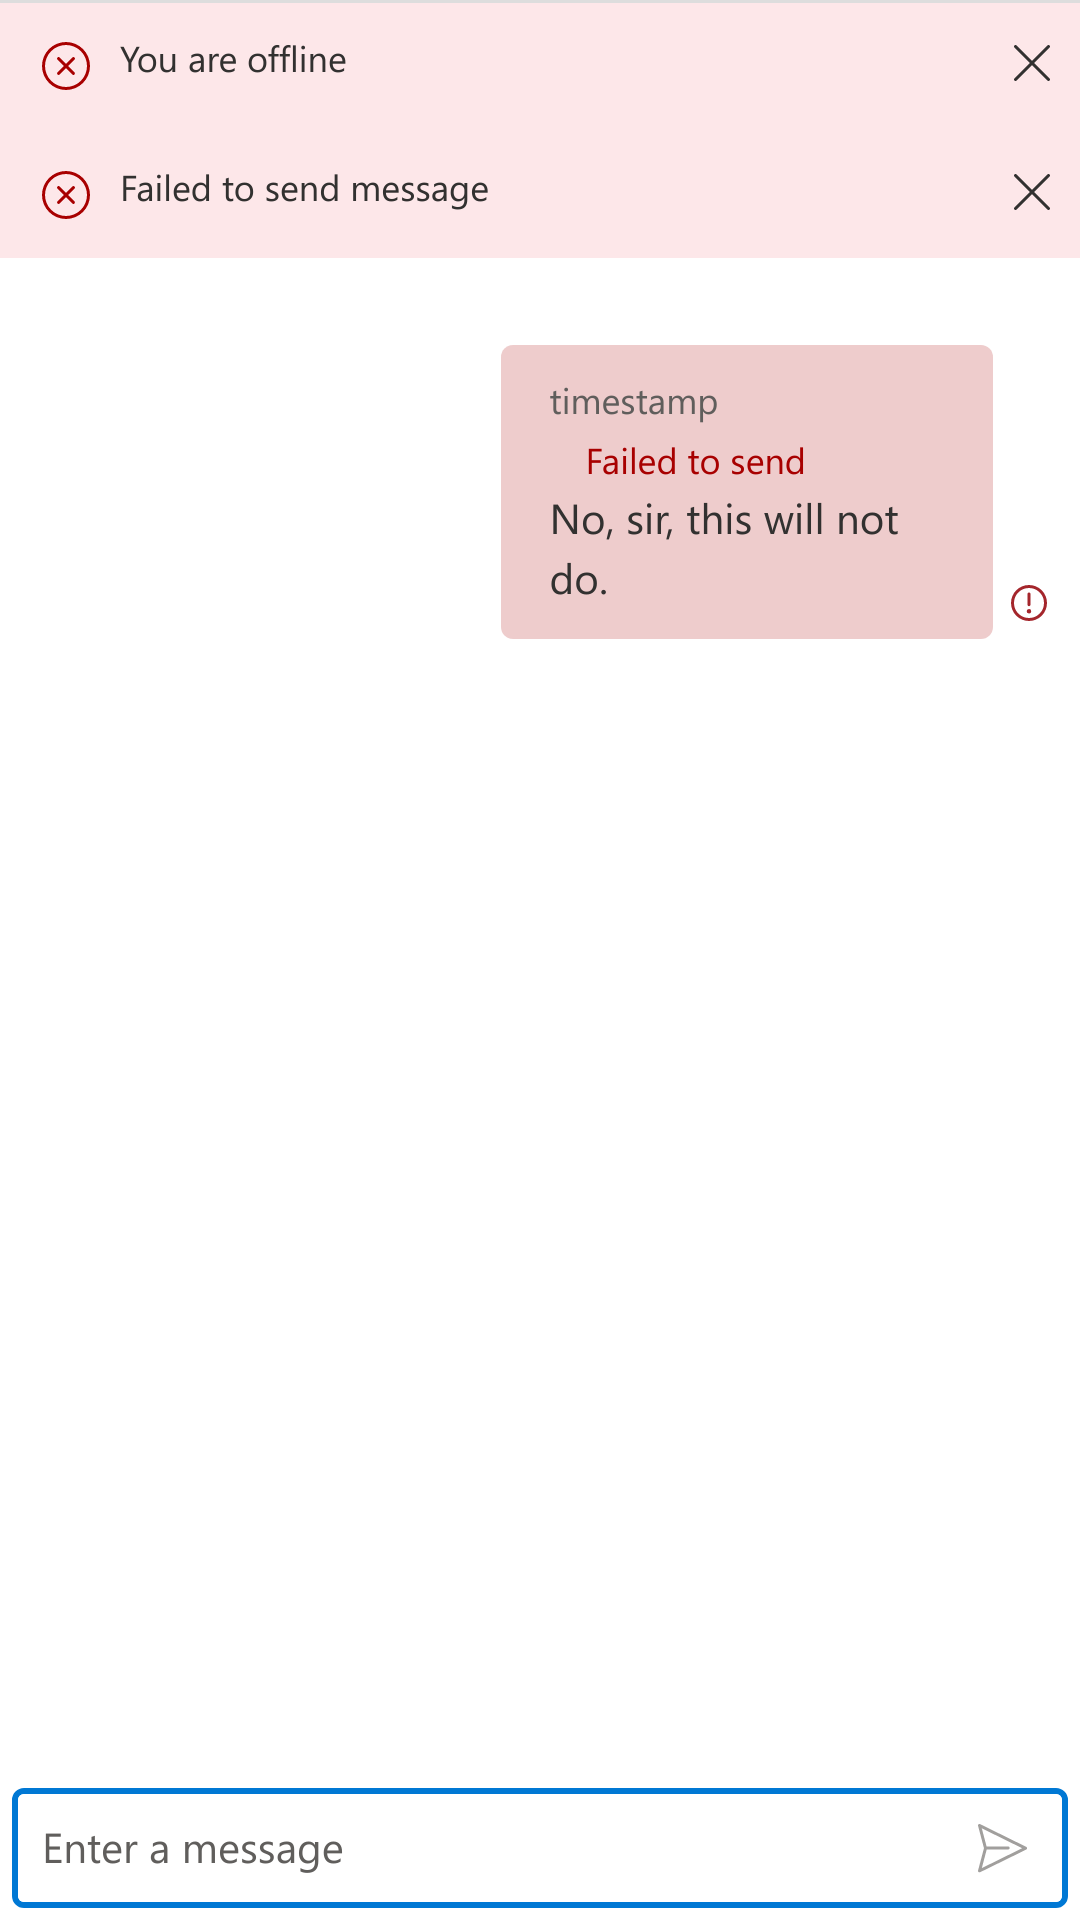 You are offline
Failed to send message
timestamp
Failed to send
No, sir, this will not
do.
Enter a message